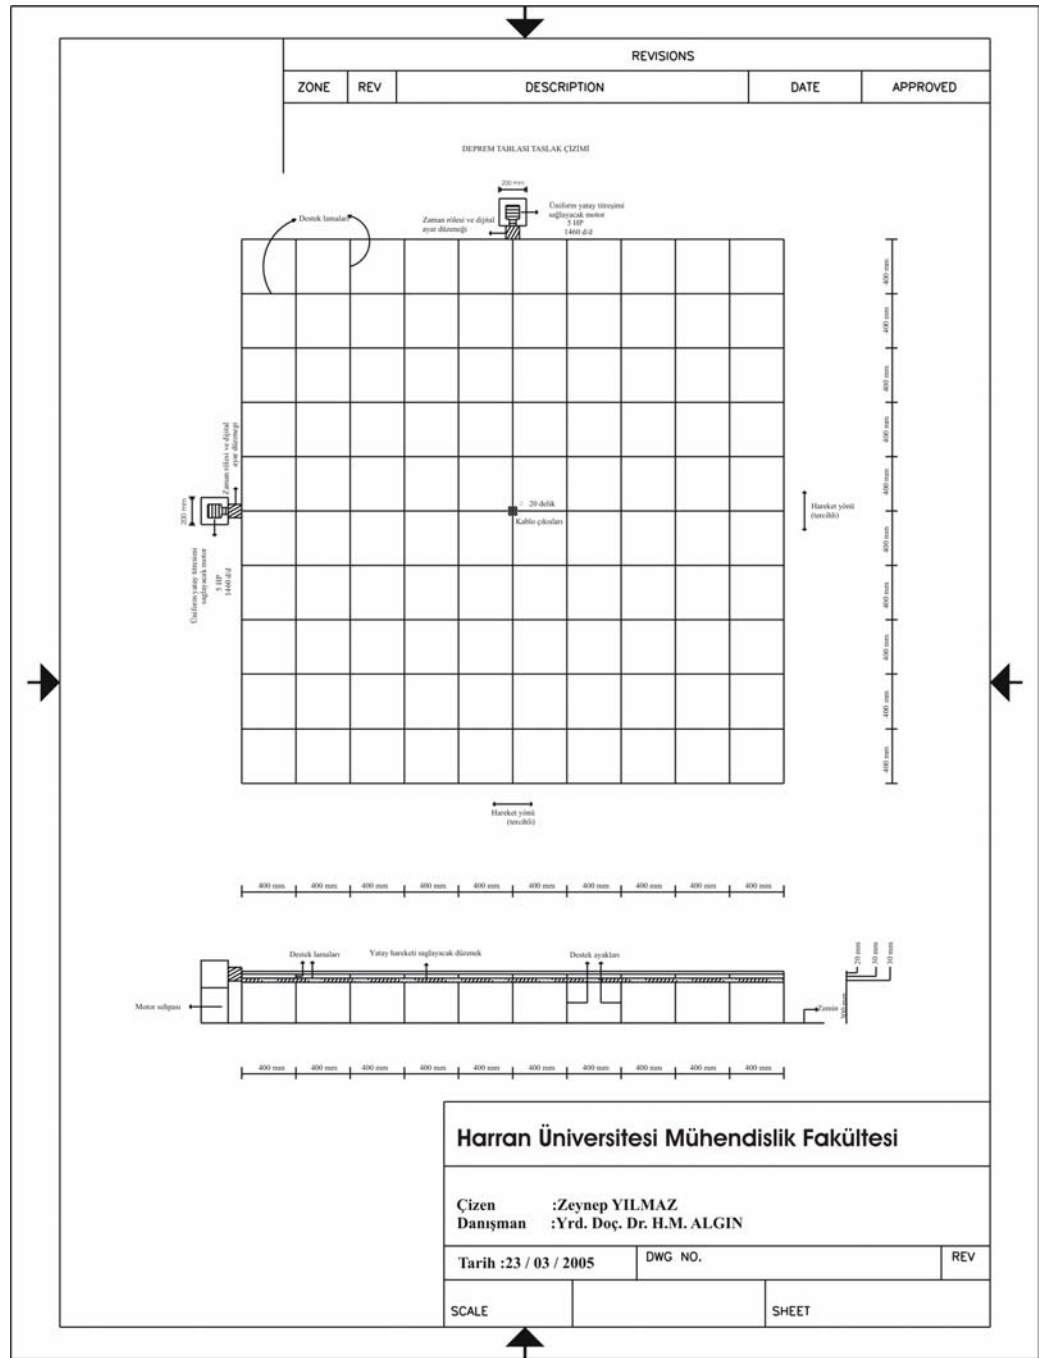 REVISIONS
ZONE REV DESCRIPTION DATE APPROVED
DEPREM TABLASI TASLAK ÇİZİMİ
200 mm
Destek lamaları
Zaman rölesi ve dijital
ayar düzeneği
Üniform yatay titreşimi
sağlayacak motor
5 HP
1460 d/d
400 mm
400 mm
400 mm
400 mm
400 mm
400 mm
400 mm
400 mm
400 mm
400 mm
Zaman rölesi ve dijital
ayar düzeneği
200 mm
Üniform yatay titresimi
saglayacak motor
5 HP
1460 d/d
20 delik
Kablo çıkısları
Hareket yönü
(tercihli)
Hareket yönü
(tercihli)
400 mm 400 mm 400 mm 400 mm 400 mm 400 mm 400 mm 400 mm 400 mm 400 mm
Destek lamaları Yatay hareketi saglayacak düzenek Destek ayakları
20 mm
30 mm
30 mm
300 mm
Motor sehpası
Zemin
400 mm 400 mm 400 mm 400 mm 400 mm 400 mm 400 mm 400 mm 400 mm 400 mm
Harran Üniversitesi Mühendislik Fakültesi
Çizen :Zeynep YILMAZ
Danışman :Yrd. Doç. Dr. H.M. ALGIN
Tarih :23 / 03 / 2005 DWG NO. REV
SCALE SHEET